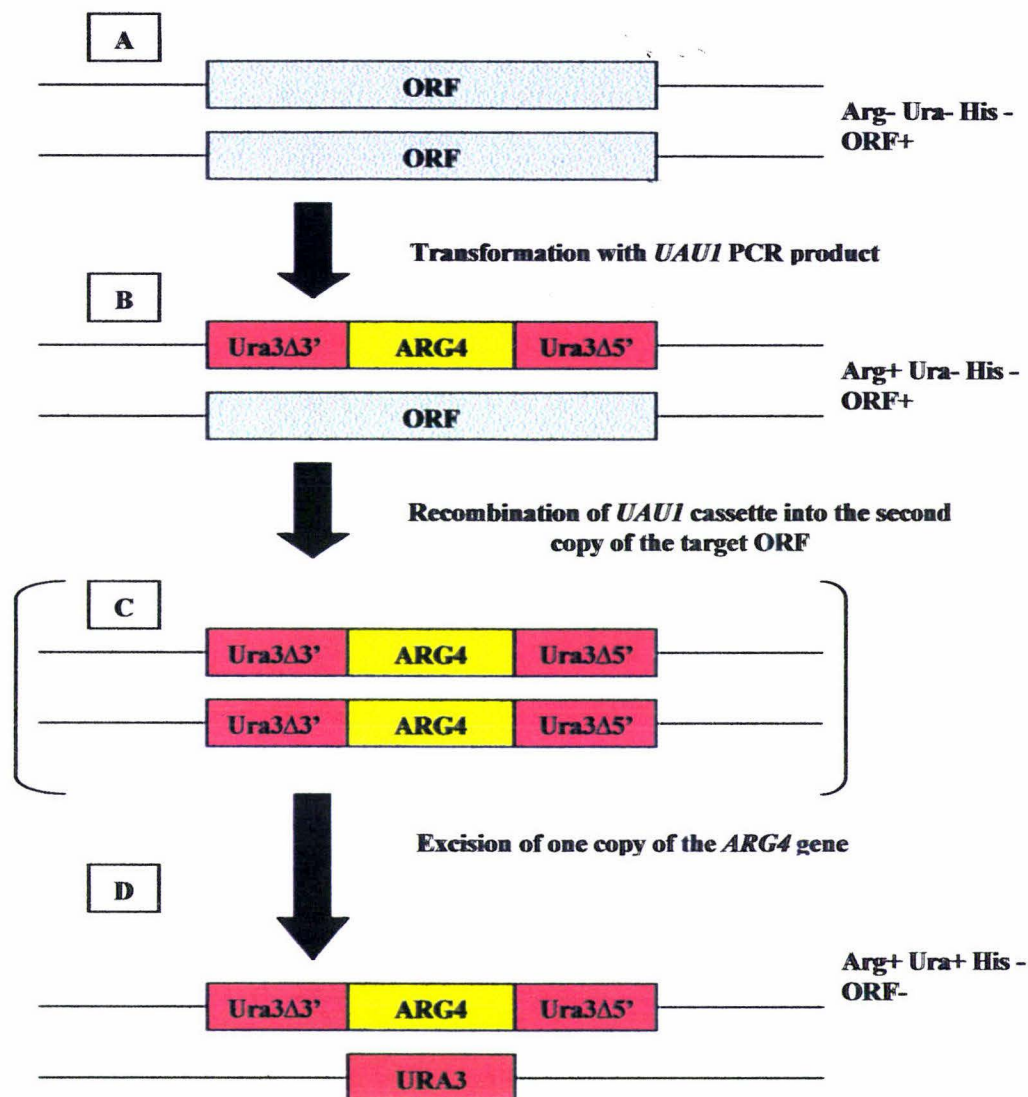 A
ORF
ORF
Arg- Ura- His -
ORF+
Transformation with UAU1 PCR product
B
Ura3Δ3’ ARG4 Ura3Δ5’
ORF
Arg+ Ura- His -
ORF+
Recombination of UAU1 cassette into the second
copy of the target ORF
C
Ura3Δ3’ ARG4 Ura3Δ5’
Ura3Δ3’ ARG4 Ura3Δ5’
Excision of one copy of the ARG4 gene
D
Arg+ Ura+ His -
ORF-
Ura3Δ3’ ARG4 Ura3Δ5’
URA3